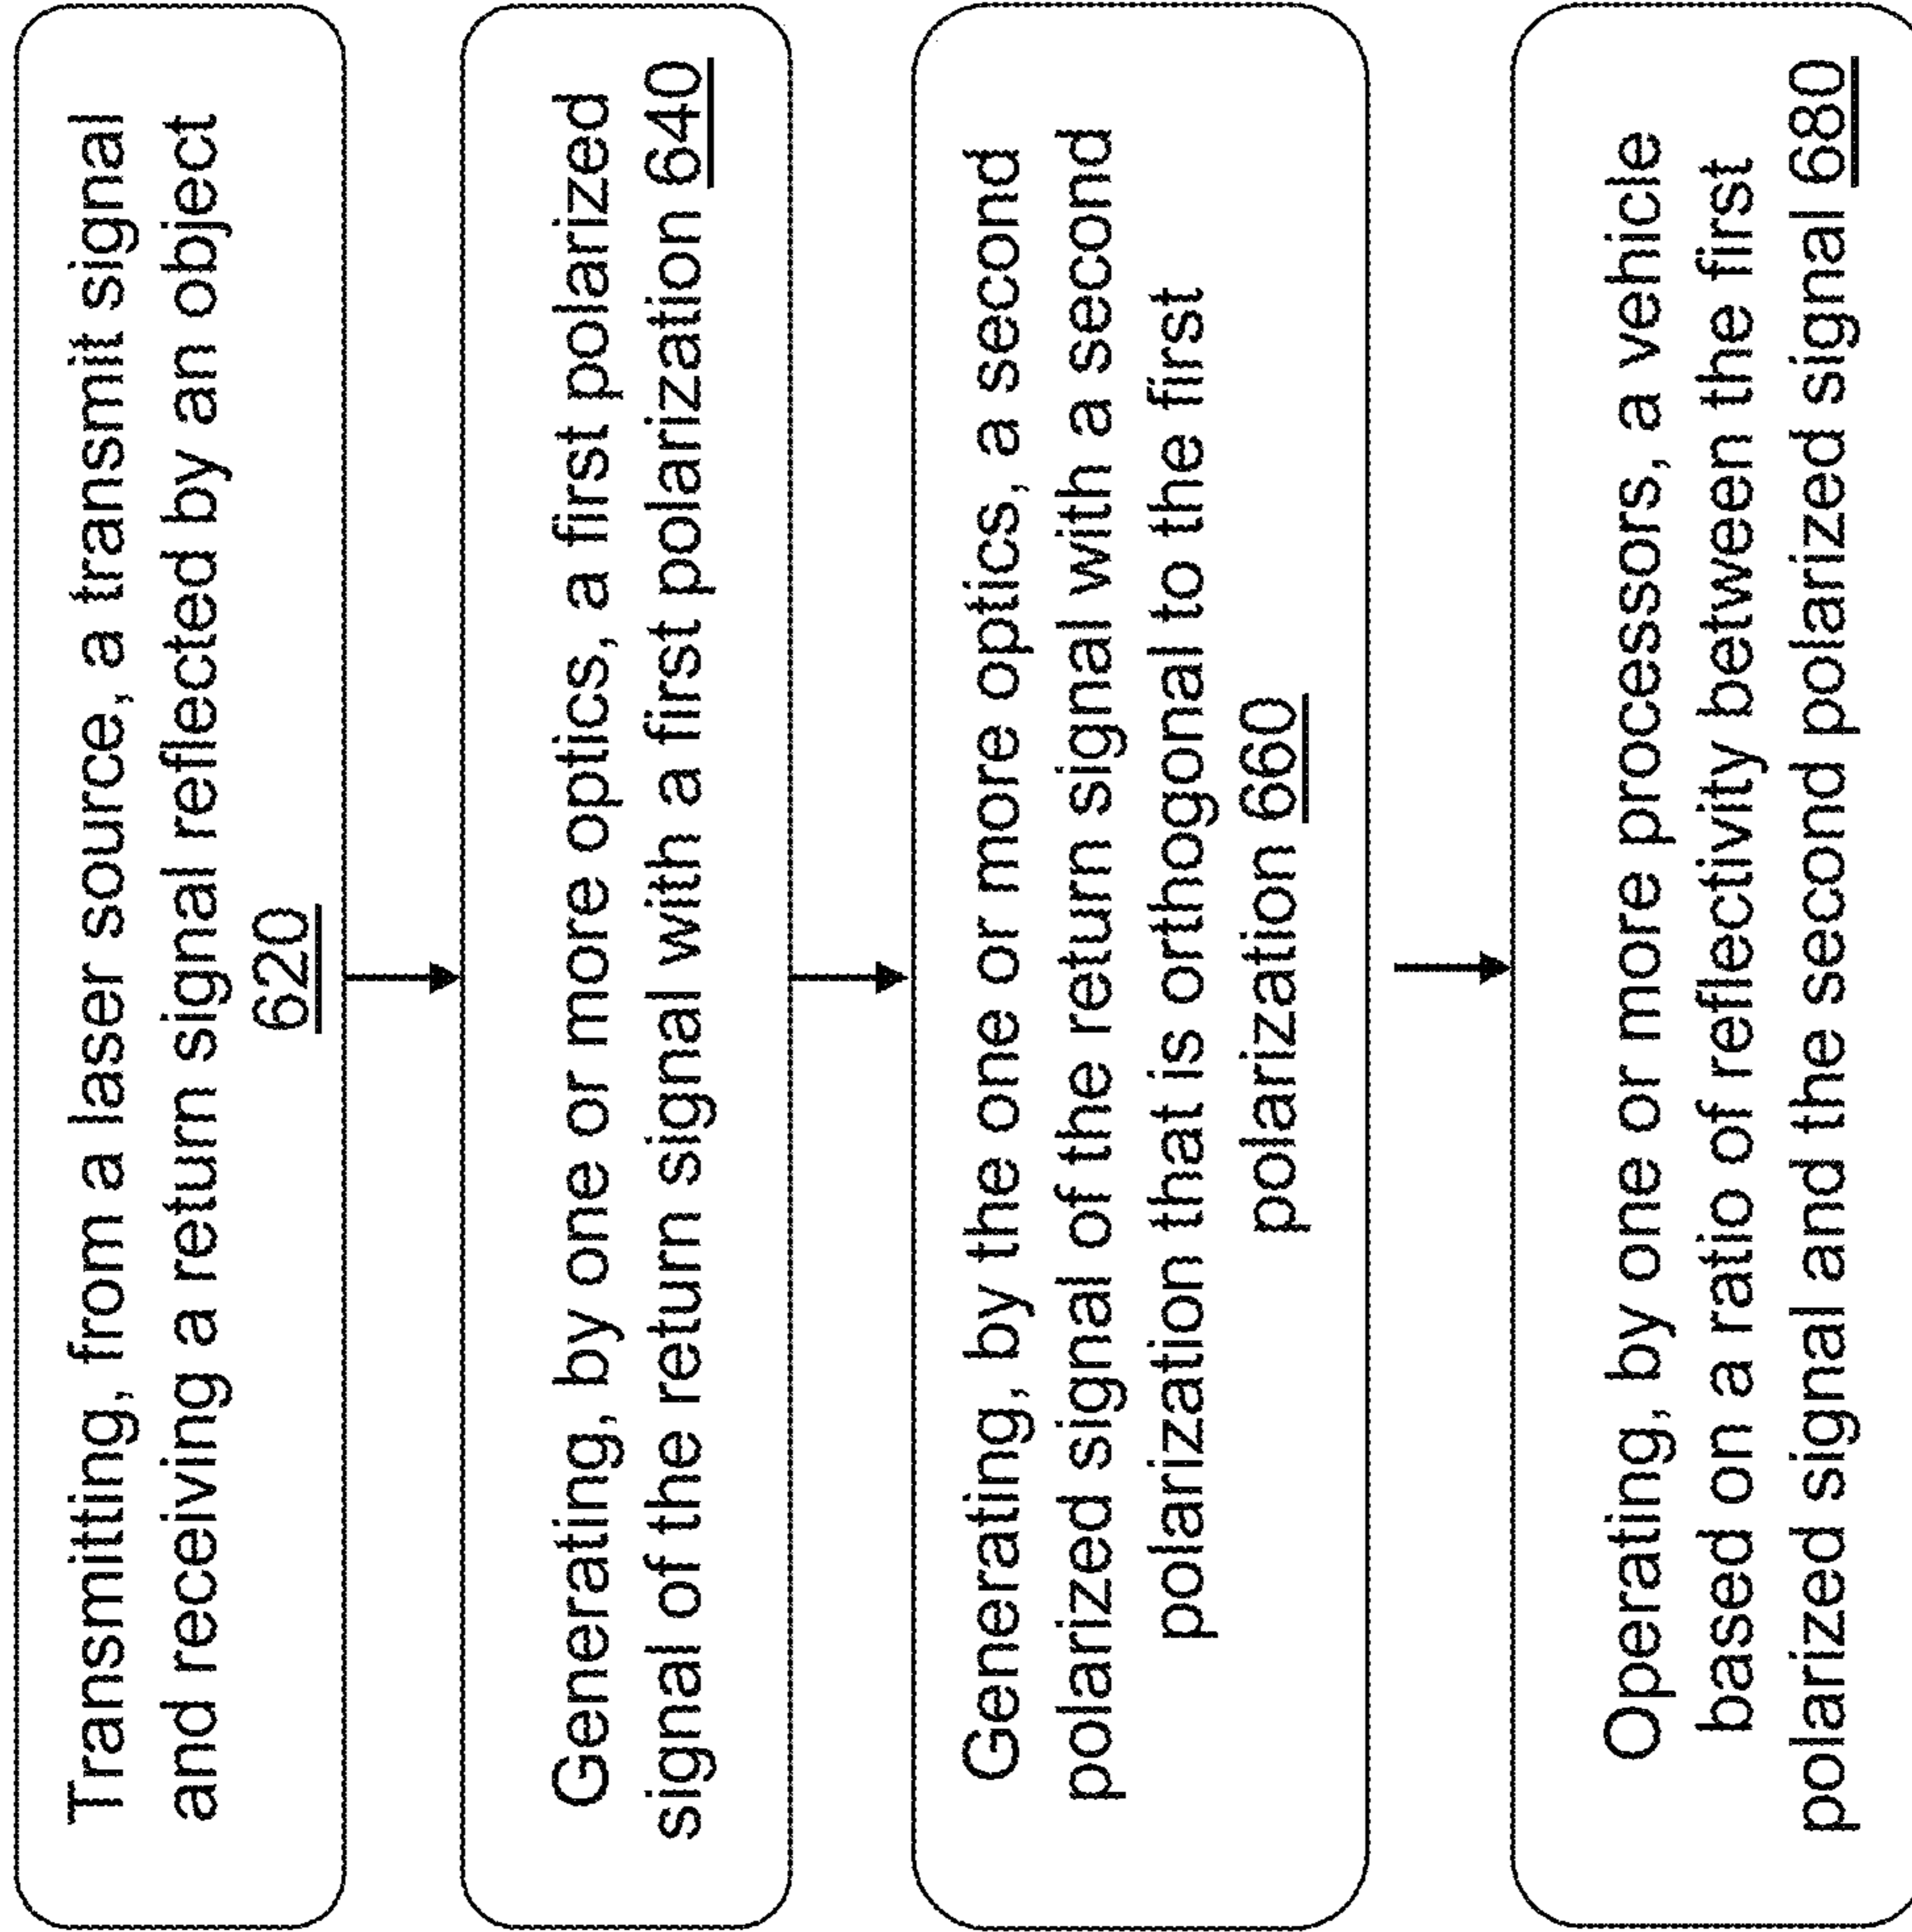 Transmitting, from a laser source, a transmit signal
and receiving a return signal reflected by an object
620
Generating, by one or more optics, a first polarized
signal of the return signal with a first polarization 640
Generating, by the one or more optics, a second
polarized signal of the return signal with a second
polarization that is orthogonal to the first
polarization 660
Operating, by one or more processors, a vehicle
based on a ratio of reflectivity between the first
polarized signal and the second polarized signal 680